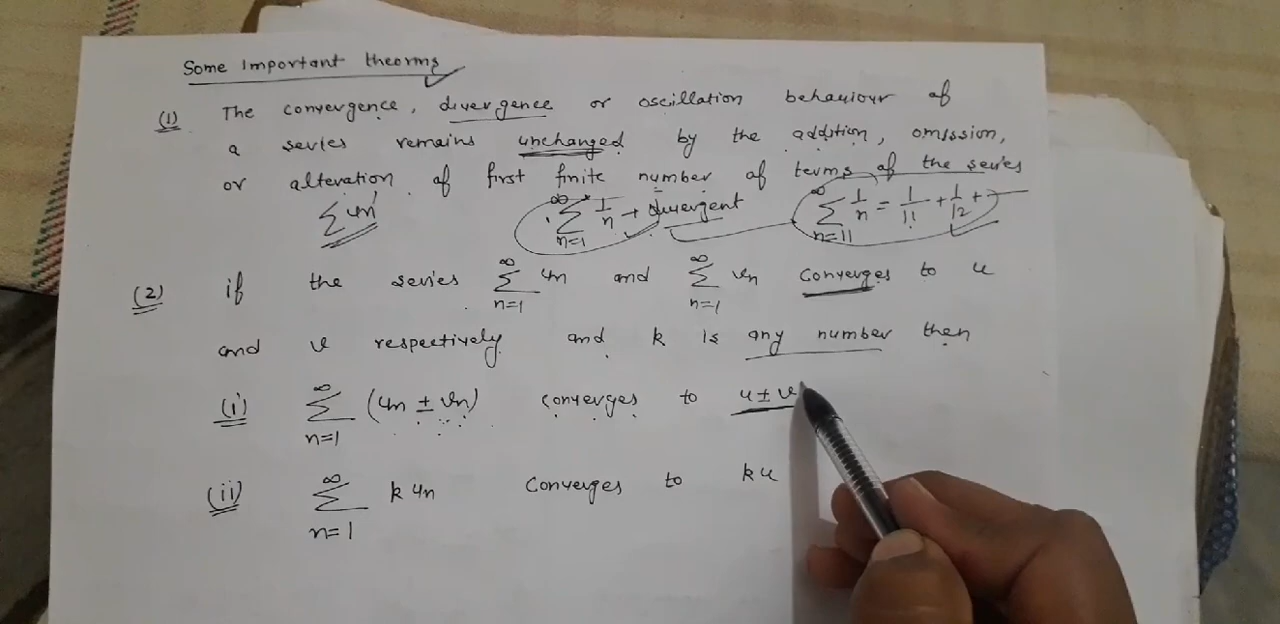 Some Important theorms
(1) The convergence, divergence or oscillation behaviour of
a series remains unchanged by the addition, omission,
or alteration of first finite number of terms of the series
∑un ∑_{n=1}^{∞} 1/n → divergent ∑_{n=11}^{∞} 1/n = 1/11 + 1/12 + —
(2) if the series ∑_{n=1}^{∞} un and ∑_{n=1}^{∞} vn Converges to u
and v respectively and k is any number then
(i) ∑_{n=1}^{∞} (un ± vn) converges to u ± v
(ii) ∑_{n=1}^{∞} k un Converges to ku